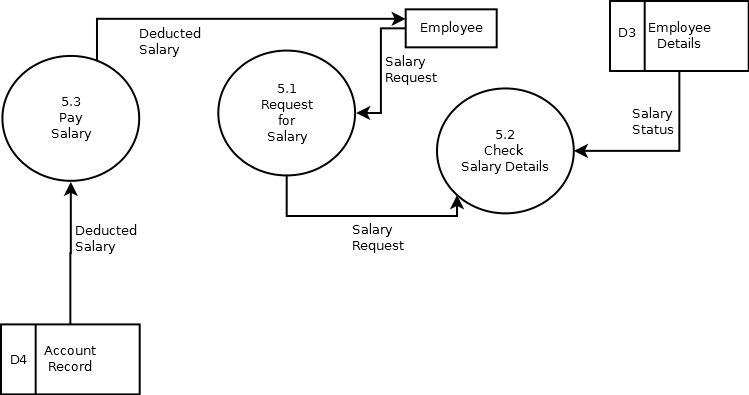 Deducted
Salary
Employee
D3
Employee
Details
Salary
Request
5.3
Pay
Salary
5.1
Request
for
Salary
5.2
Check
Salary Details
Salary
Status
Deducted
Salary
Salary
Request
D4
Account
Record